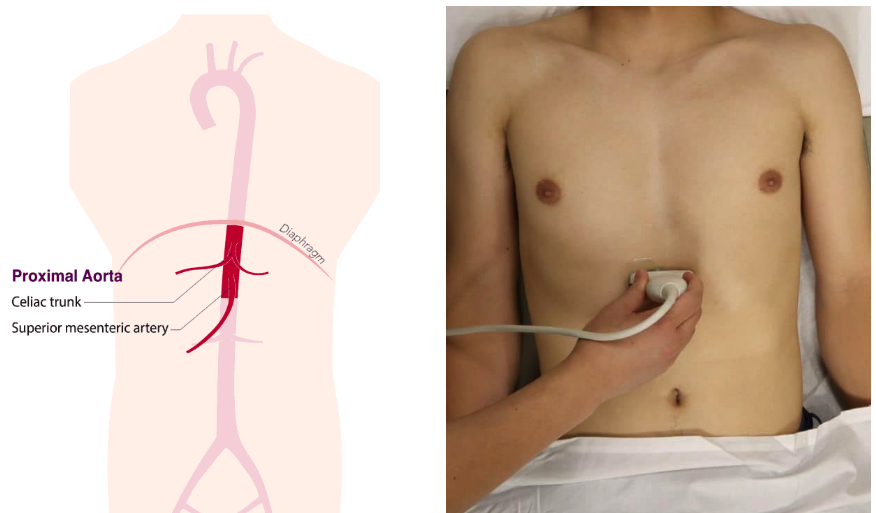 Diaphragm
Proximal Aorta
Celiac trunk
Superior mesenteric artery